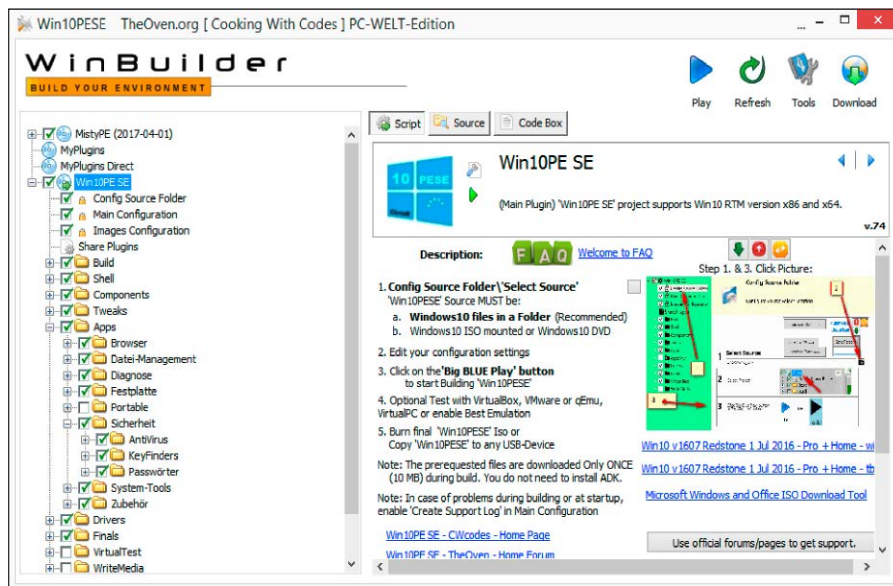 Win10PESE TheOven.org [ Cooking With Codes ] PC-WELT-Edition
WinBuilder
BUILD YOUR ENVIRONMENT
Play
Refresh
Tools
Download
MistyPE (2017-04-01)
MyPlugins
MyPlugins Direct
Win10PE SE
Config Source Folder
Main Configuration
Images Configuration
Share Plugins
Build
Shell
Components
Tweaks
Apps
Browser
Datei-Management
Diagnose
Festplatte
Portable
Sicherheit
AntiVirus
KeyFinders
Passwörter
System-Tools
Zubehör
Drivers
Finals
VirtualTest
WriteMedia
Script
Source
Code Box
10 PESE
Win10PE SE
(Main Plugin) 'Win10PE SE' project supports Win10 RTM version x86 and x64.
v.74
Description:
FAQ
Welcome to FAQ
1. Config Source Folder\'Select Source'
'Win10PESE' Source MUST be:
a. Windows10 files in a Folder (Recommended)
b. Windows10 ISO mounted or Windows10 DVD
2. Edit your configuration settings
3. Click on the'Big BLUE Play' button
to start Building 'Win10PESE'
4. Optional Test with VirtualBox, VMware or qEmu,
VirtualPC or enable Best Emulation
5. Burn final 'Win10PESE' Iso or
Copy 'Win10PESE' to any USB-Device
Note: The prerequested files are downloaded Only ONCE
(10 MB) during build. You do not need to install ADK.
Note: In case of problems during building or at startup,
enable 'Create Support Log' in Main Configuration
Win10PE SE - CWcodes - Home Page
Win10PE SE - TheOven - Home Forum
Step 1. & 3. Click Picture:
Config Source Folder
1 Select Sources
2
3
Win10 v1607 Redstone 1 Jul 2016 - Pro +Home - w
Win10 v1607 Redstone 1 Jul 2016 - Pro +Home - tb
Microsoft Windows and Office ISO Download Tool
Use official forums/pages to get support.